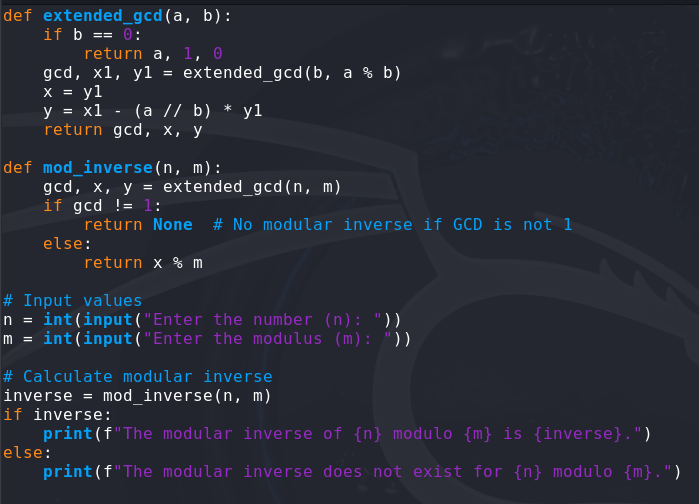 def extended_gcd(a, b):
    if b == 0:
        return a, 1, 0
    gcd, x1, y1 = extended_gcd(b, a % b)
    x = y1
    y = x1 - (a // b) * y1
    return gcd, x, y

def mod_inverse(n, m):
    gcd, x, y = extended_gcd(n, m)
    if gcd != 1:
        return None  # No modular inverse if GCD is not 1
    else:
        return x % m

# Input values
n = int(input("Enter the number (n): "))
m = int(input("Enter the modulus (m): "))

# Calculate modular inverse
inverse = mod_inverse(n, m)
if inverse:
    print(f"The modular inverse of {n} modulo {m} is {inverse}.")
else:
    print(f"The modular inverse does not exist for {n} modulo {m}.")